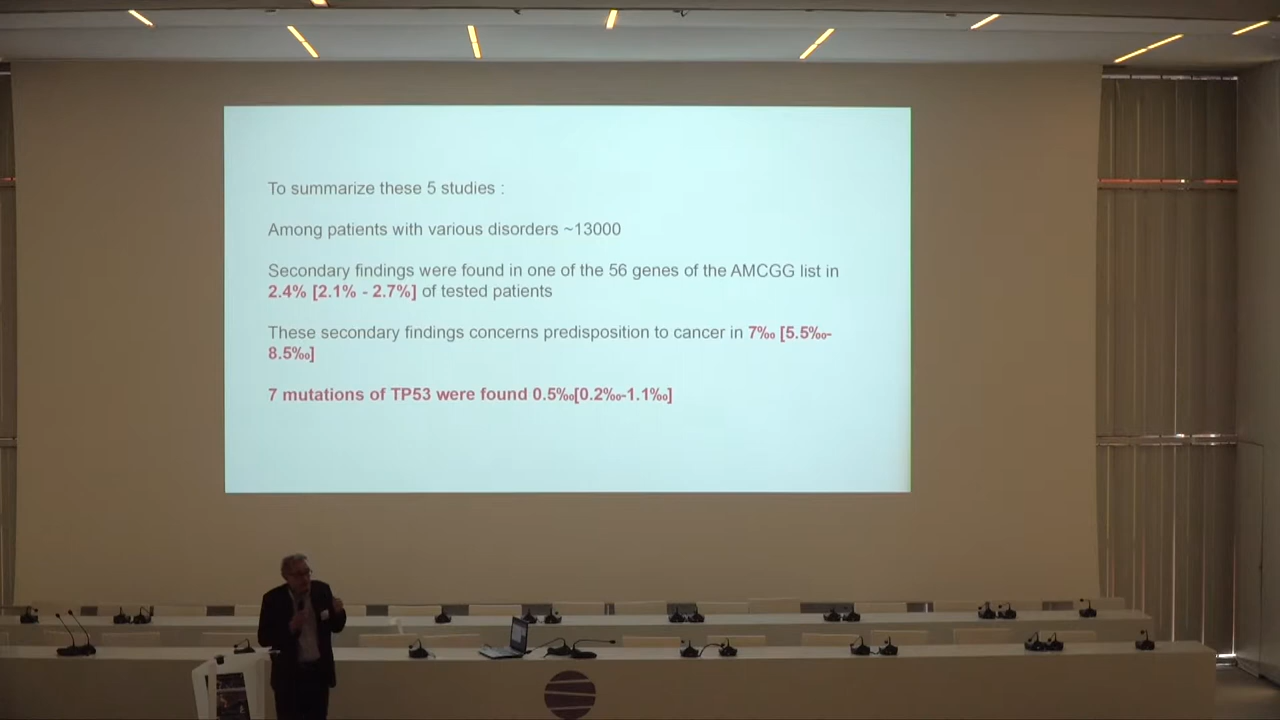 To summarize these 5 studies :
Among patients with various disorders ~13000
Secondary findings were found in one of the 56 genes of the AMCGG list in
2.4% [2.1% - 2.7%] of tested patients
These secondary findings concerns predisposition to cancer in 7‰ [5.5‰-
8.5‰]
7 mutations of TP53 were found 0.5‰[0.2‰-1.1‰]